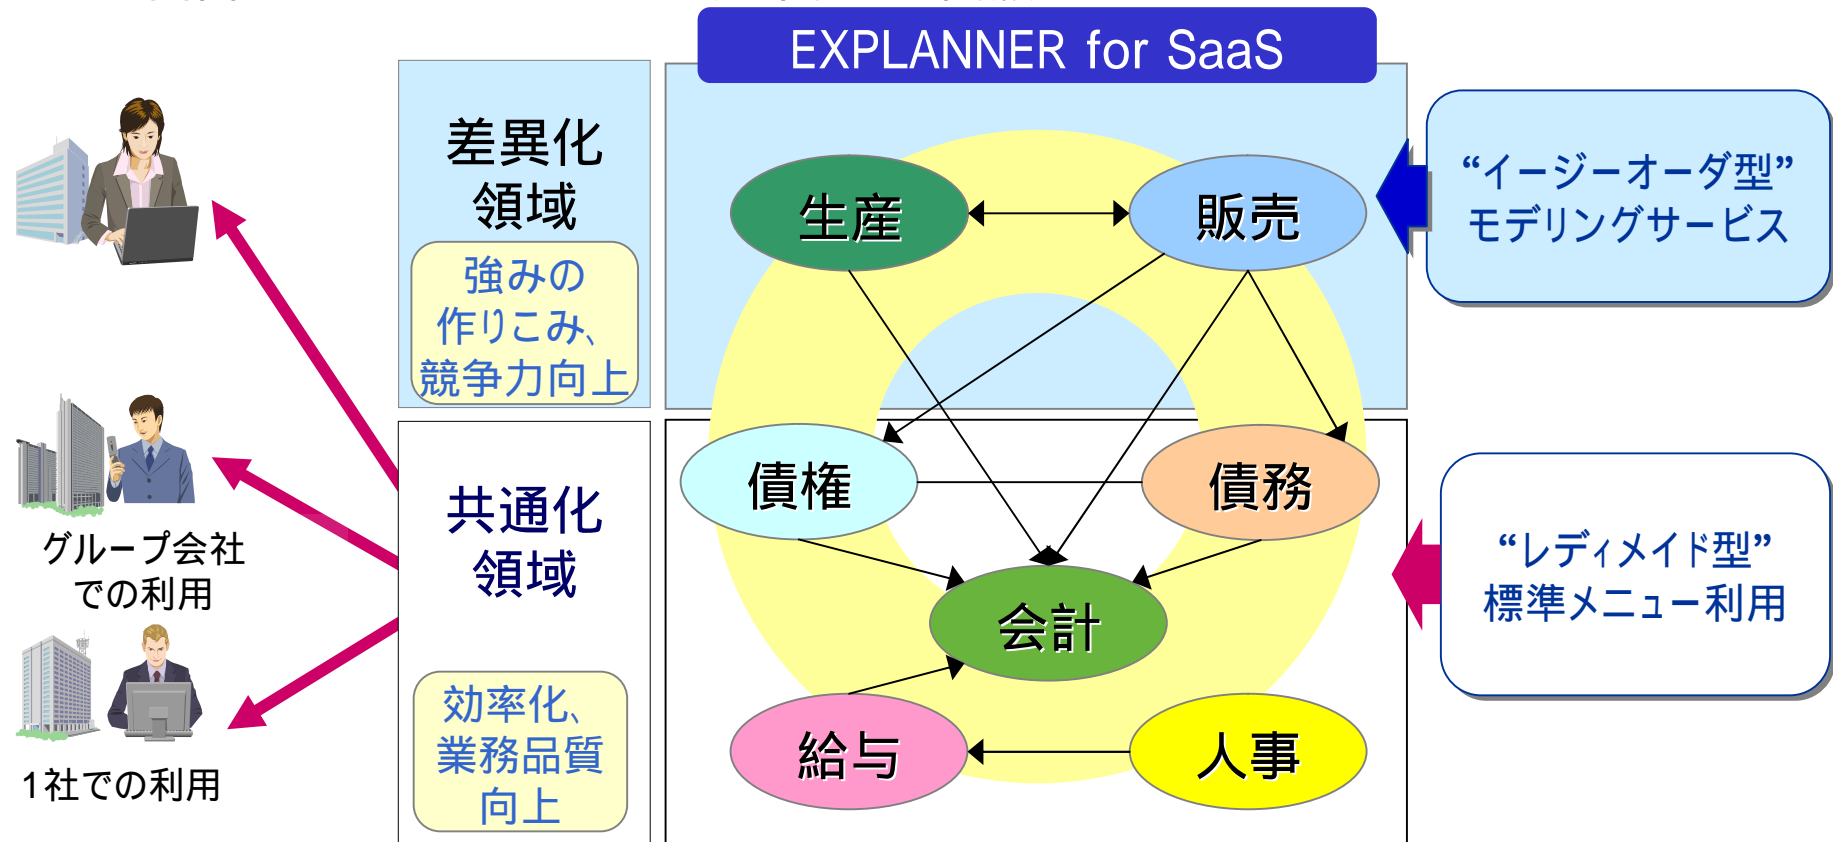 EXPLANNER for SaaS
差異化
領域
強みの
作りこみ、
競争力向上
生産
販売
“イージーオーダ型”
モデリングサービス
共通化
領域
効率化、
業務品質
向上
債権
債務
会計
給与
人事
“レディメイド型”
標準メニュー利用
グループ会社
での利用
1社での利用